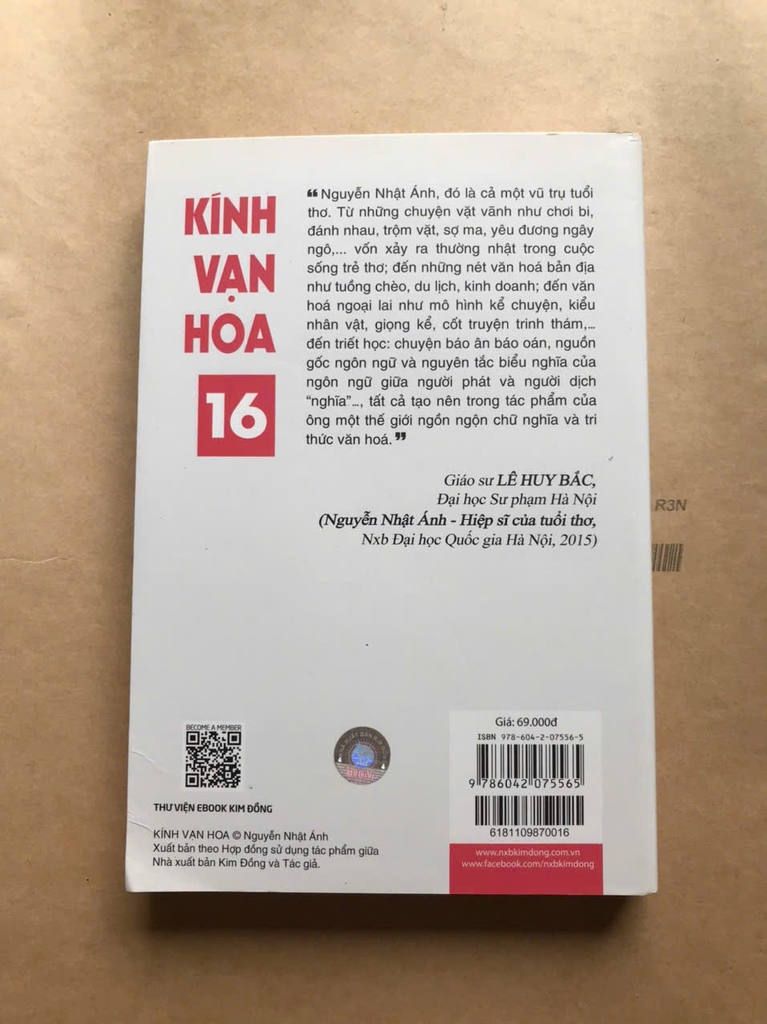 KÍNH
VẠN
HOA
16
❝ Nguyễn Nhật Ánh, đó là cả một vũ trụ tuổi
thơ. Từ những chuyện vặt vãnh như chơi bi,
đánh nhau, trộm vặt, sợ ma, yêu đương ngây
ngô,... vốn xảy ra thường nhật trong cuộc
sống trẻ thơ; đến những nét văn hoá bản địa
như tuồng chèo, du lịch, kinh doanh; đến văn
hoá ngoại lai như mô hình kể chuyện, kiểu
nhân vật, giọng kể, cốt truyện trinh thám,...
đến triết học: chuyện báo ân báo oán, nguồn
gốc ngôn ngữ và nguyên tắc biểu nghĩa của
ngôn ngữ giữa người phát và người dịch
“nghĩa”..., tất cả tạo nên trong tác phẩm của
ông một thế giới ngồn ngộn chữ nghĩa và tri
thức văn hoá.❞
Giáo sư LÊ HUY BẮC,
Đại học Sư phạm Hà Nội
(Nguyễn Nhật Ánh - Hiệp sĩ của tuổi thơ,
Nxb Đại học Quốc gia Hà Nội, 2015)
R3N
BECOME A MEMBER
THƯ VIỆN EBOOK KIM ĐỒNG
KÍNH VẠN HOA © Nguyễn Nhật Ánh
Xuất bản theo Hợp đồng sử dụng tác phẩm giữa
Nhà xuất bản Kim Đồng và Tác giả.
Giá: 69.000đ
ISBN 978-604-2-07556-5
9 786042 075565
6181109870016
www.nxbkimdong.com.vn
www.facebook.com/nxbkimdong